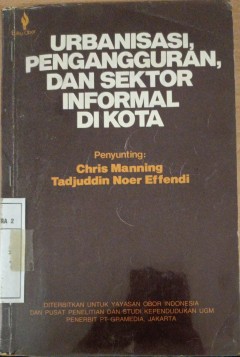 URBANISASI,
PENGANGGURAN,
DAN SEKTOR
INFORMAL
DI KOTA
Penyunting:
Chris Manning
Tadjuddin Noer Effendi
DITERBITKAN UNTUK YAYASAN OBOR INDONESIA
DAN PUSAT PENELITIAN DAN STUDI KEPENDUDUKAN UGM
PENERBIT PT GRAMEDIA, JAKARTA